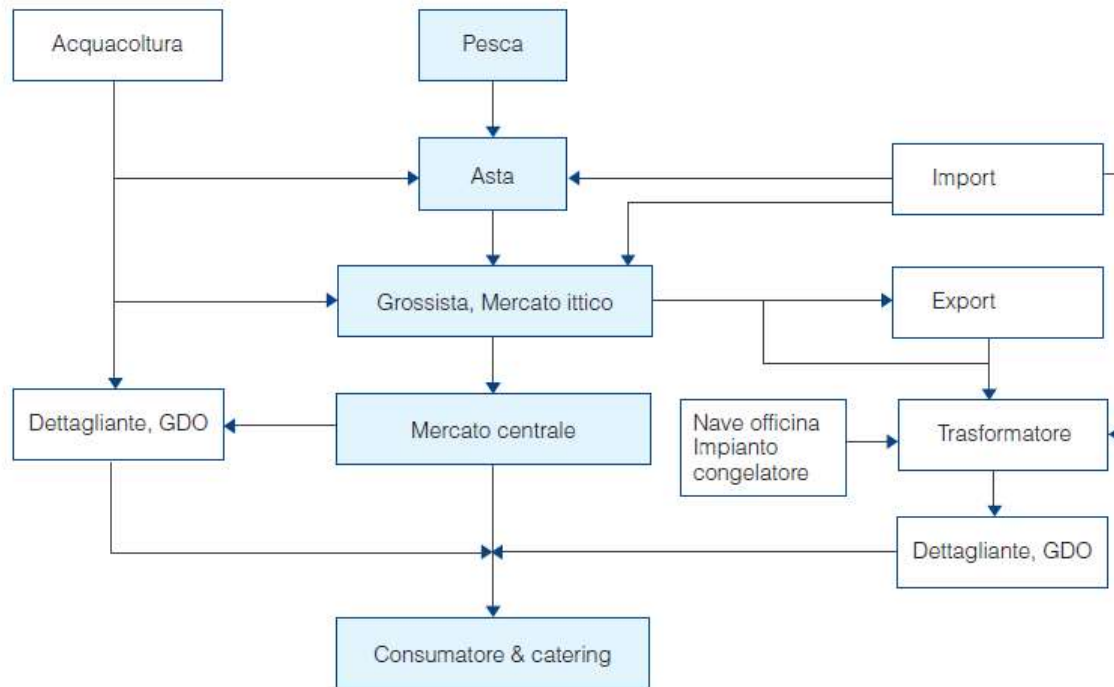 Acquacoltura
Pesca
Asta
Import
Grossista, Mercato ittico
Export
Dettagliante, GDO
Mercato centrale
Nave officina
Impianto
congelatore
Trasformatore
Dettagliante, GDO
Consumatore & catering